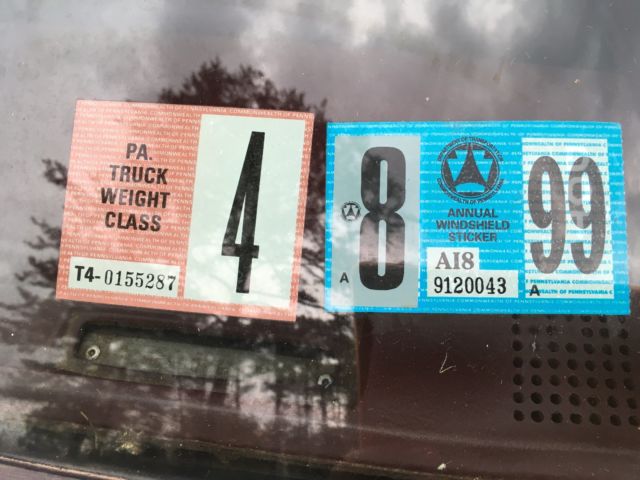 PA.
TRUCK
WEIGHT
CLASS
T4-0155287
4
8
A
ANNUAL
WINDSHIELD
STICKER
AI8
9120043
99
A